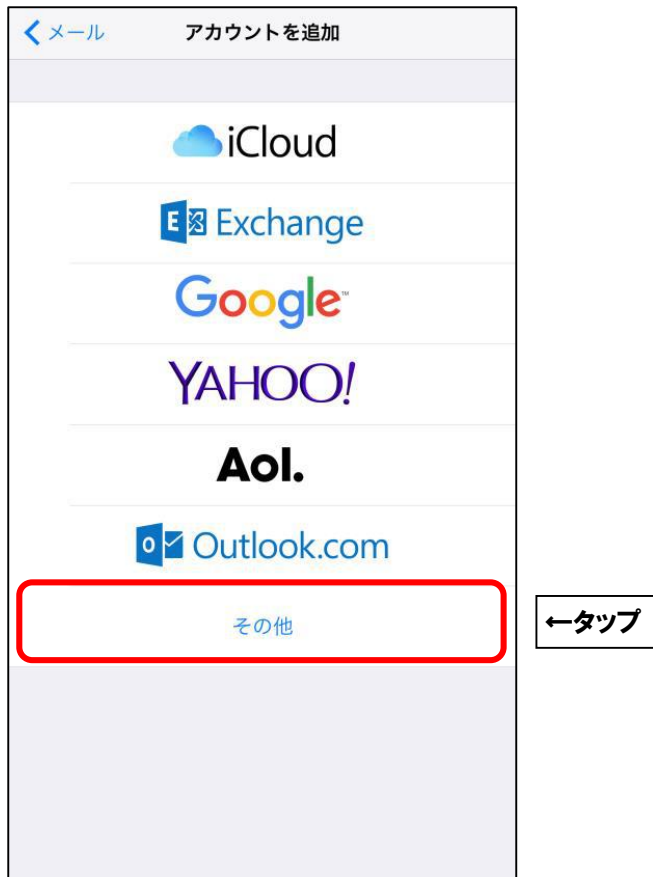 メール
アカウントを追加
iCloud
Exchange
Google™
YAHOO!
Aol.
Outlook.com
その他
←タップ